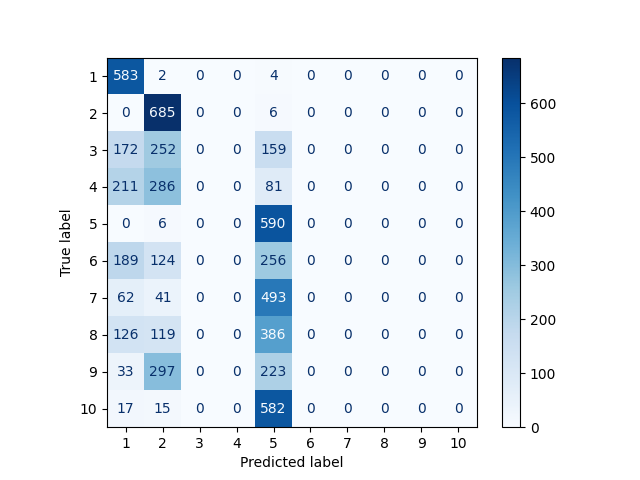 1 583 2 0 0 4 0 0 0 0 0
2 0 685 0 0 6 0 0 0 0 0
3 172 252 0 0 159 0 0 0 0 0
4 211 286 0 0 81 0 0 0 0 0
5 0 6 0 0 590 0 0 0 0 0
6 189 124 0 0 256 0 0 0 0 0
7 62 41 0 0 493 0 0 0 0 0
8 126 119 0 0 386 0 0 0 0 0
9 33 297 0 0 223 0 0 0 0 0
10 17 15 0 0 582 0 0 0 0 0
1 2 3 4 5 6 7 8 9 10
Predicted label
True label
600
500
400
300
200
100
0